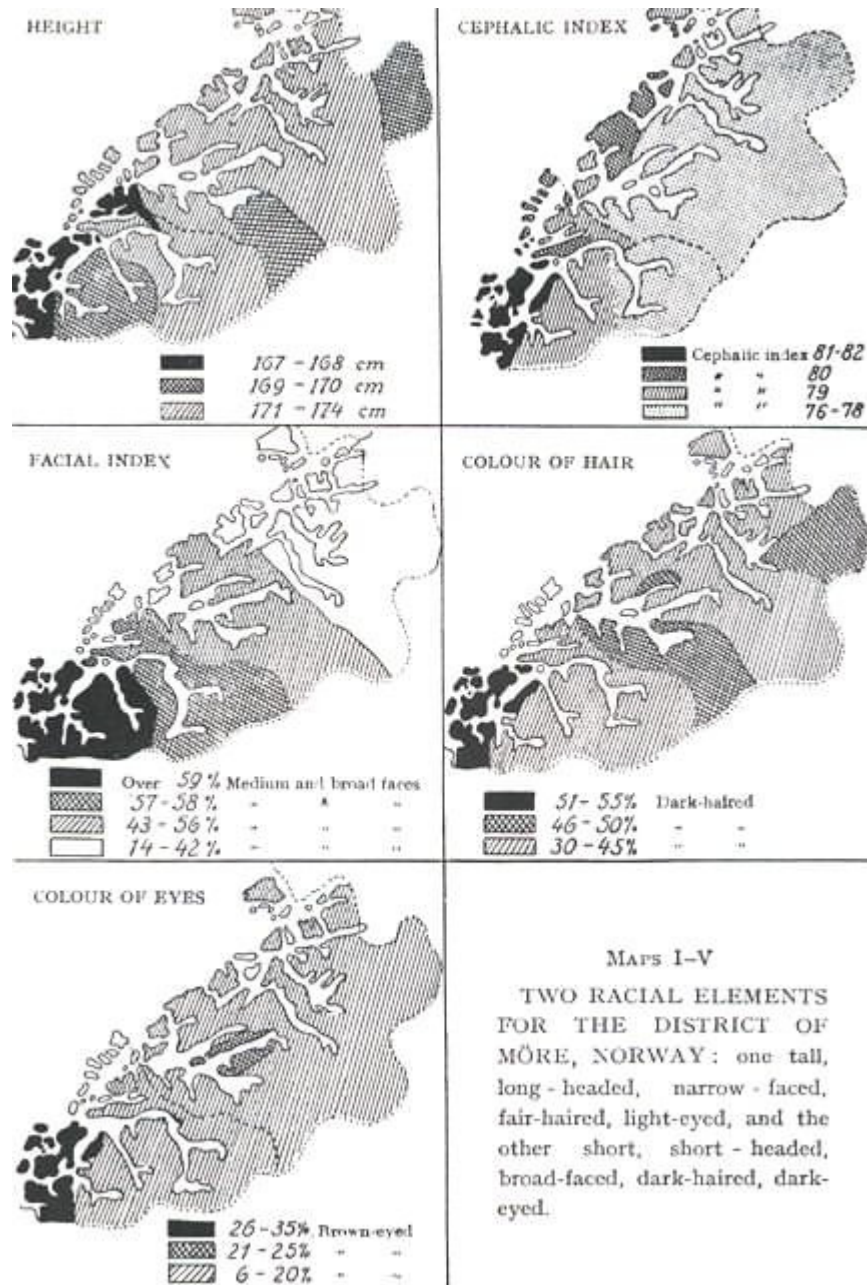 HEIGHT
167 - 168 cm
169 - 170 cm
171 - 174 cm
CEPHALIC INDEX
Cephalic index 81-82
" " 80
" " 79
" " 76-78
FACIAL INDEX
Over 59% Medium and broad faces
57-58% " " "
43-56% " " "
14-42% " " "
COLOUR OF HAIR
51-55% Dark-haired
46-50% " "
30-45% " "
COLOUR OF EYES
26-35% Brown-eyed
21-25% " "
6-20% " "
MAPS I-V
TWO RACIAL ELEMENTS
FOR THE DISTRICT OF
MÖRE, NORWAY: one tall,
long-headed, narrow-faced,
fair-haired, light-eyed, and the
other short, short-headed,
broad-faced, dark-haired, dark-
eyed.